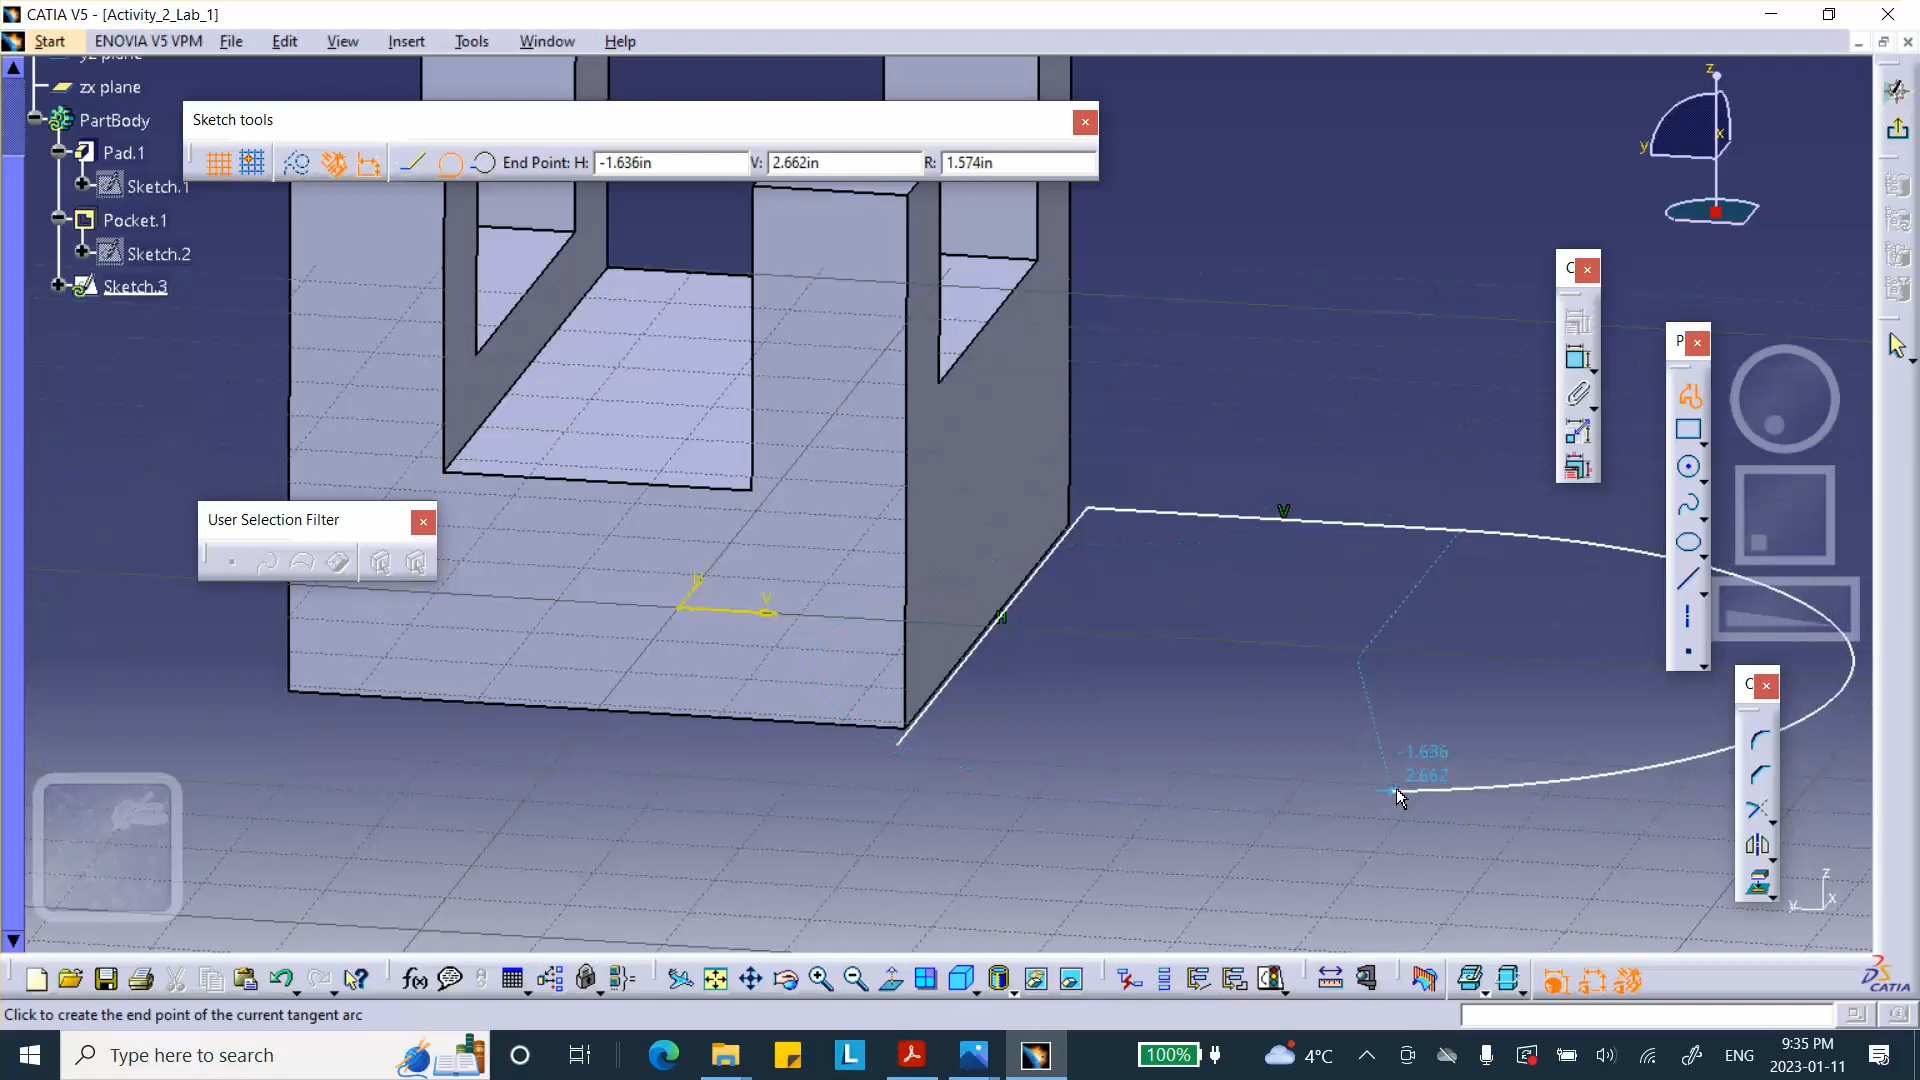 CATIA V5 - [Activity_2_Lab_1]
Start ENOVIA V5 VPM File Edit View Insert Tools Window Help
yz plane
zx plane
PartBody
Pad.1
Sketch.1
Pocket.1
Sketch.2
Sketch.3
Sketch tools
End Point: H: -1.636in V: 2.662in R: 1.574in
z
x
y
C
P
User Selection Filter
V
H
V
-1.636
2.662
C
z
y x
f(x)
CATIA
Click to create the end point of the current tangent arc
Type here to search
L
100%
4°C
ENG
9:35 PM
2023-01-11